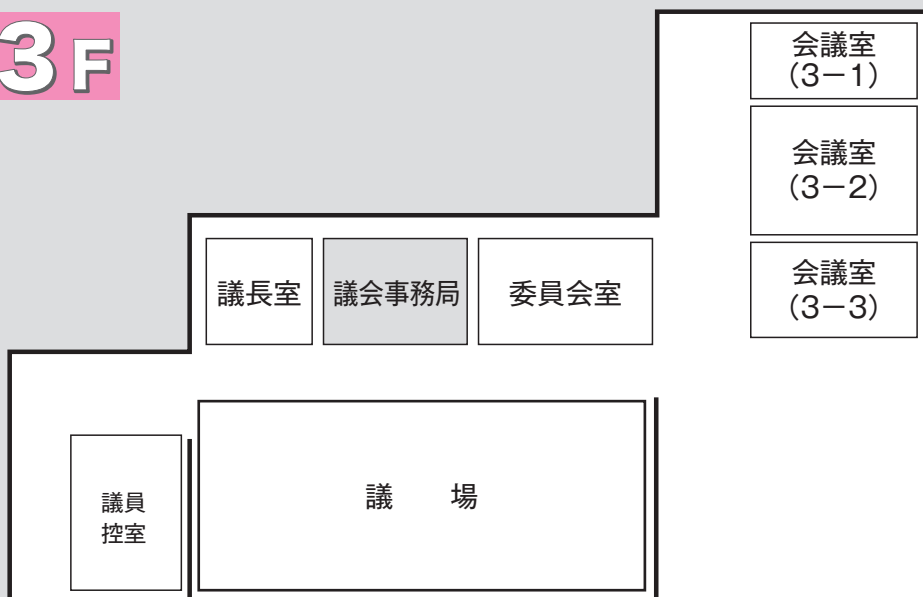 3F
会議室
(3－1)
会議室
(3－2)
会議室
(3－3)
議長室
議会事務局
委員会室
議員
控室
議　　場